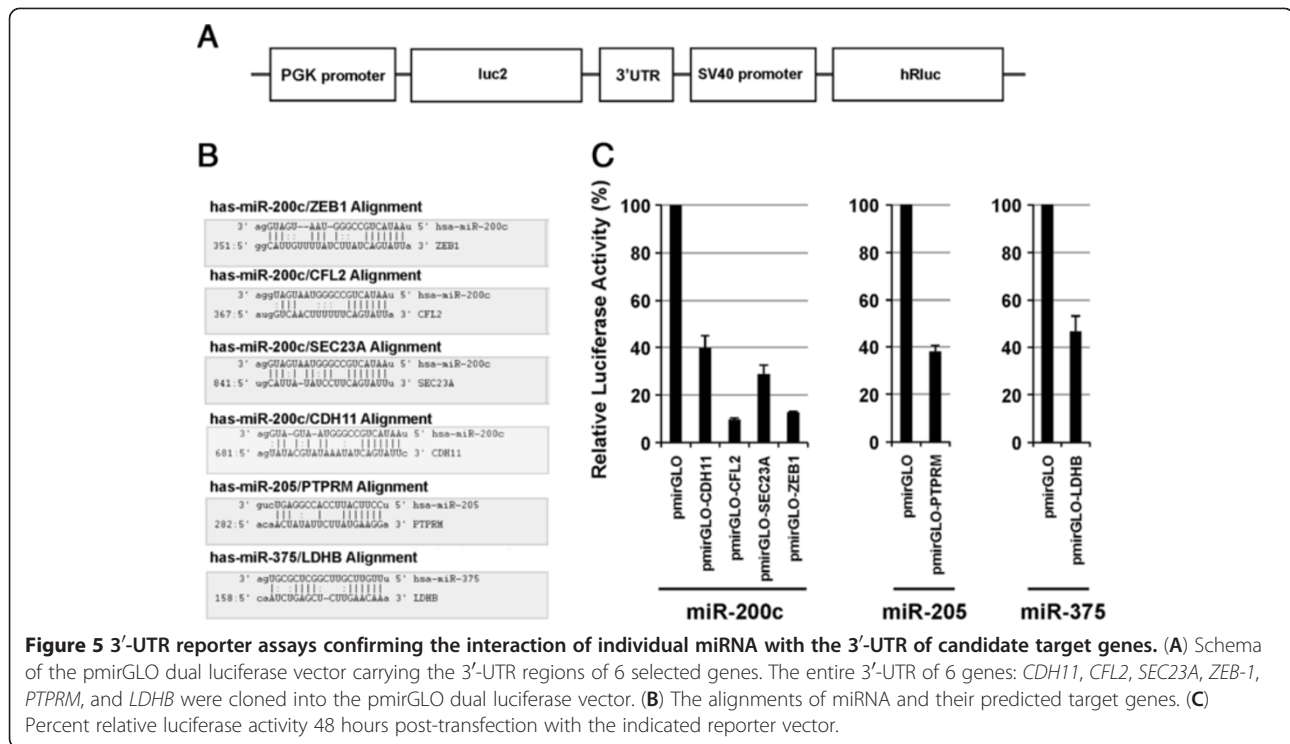 A
PGK promoter luc2 3'UTR SV40 promoter hRluc
B
has-miR-200c/ZEB1 Alignment
3' agGUAGU--AAU-GGGCCGUCAUAAu 5' hsa-miR-200c
351:5' ggCAUUGUUUUAUCUUAUCAGUAUUa 3' ZEB1
has-miR-200c/CFL2 Alignment
3' aggUAGUAAUGGGCCGUCAUAAu 5' hsa-miR-200c
367:5' augGUCAACUUUUUUCAGUAUUa 3' CFL2
has-miR-200c/SEC23A Alignment
3' agGUAGUAAUGGGCCGUCAUAAu 5' hsa-miR-200c
841:5' ugCAUUA-UAUCCUUCAGUAUUu 3' SEC23A
has-miR-200c/CDH11 Alignment
3' agGUA-GUA-AUGGGCCGUCAUAAu 5' hsa-miR-200c
681:5' agUAUACGUAUAAAUAUCAGUAUUc 3' CDH11
has-miR-205/PTPRM Alignment
3' gucUGAGGCCACCUUACUUCCu 5' hsa-miR-205
282:5' acaACUAUAUUCUUAUGAAGGa 3' PTPRM
has-miR-375/LDHB Alignment
3' agUGCGCUCGGCUUGCUUGUUu 5' hsa-miR-375
158:5' caAUCUGAGCU-CUUGAACAAa 3' LDHB
C
Relative Luciferase Activity (%)
100
80
60
40
20
0
pmirGLO
pmirGLO-CDH11
pmirGLO-CFL2
pmirGLO-SEC23A
pmirGLO-ZEB1
miR-200c
100
80
60
40
20
0
pmirGLO
pmirGLO-PTPRM
miR-205
100
80
60
40
20
0
pmirGLO
pmirGLO-LDHB
miR-375
Figure 5 3′-UTR reporter assays confirming the interaction of individual miRNA with the 3′-UTR of candidate target genes. (A) Schema
of the pmirGLO dual luciferase vector carrying the 3′-UTR regions of 6 selected genes. The entire 3′-UTR of 6 genes: CDH11, CFL2, SEC23A, ZEB-1,
PTPRM, and LDHB were cloned into the pmirGLO dual luciferase vector. (B) The alignments of miRNA and their predicted target genes. (C)
Percent relative luciferase activity 48 hours post-transfection with the indicated reporter vector.